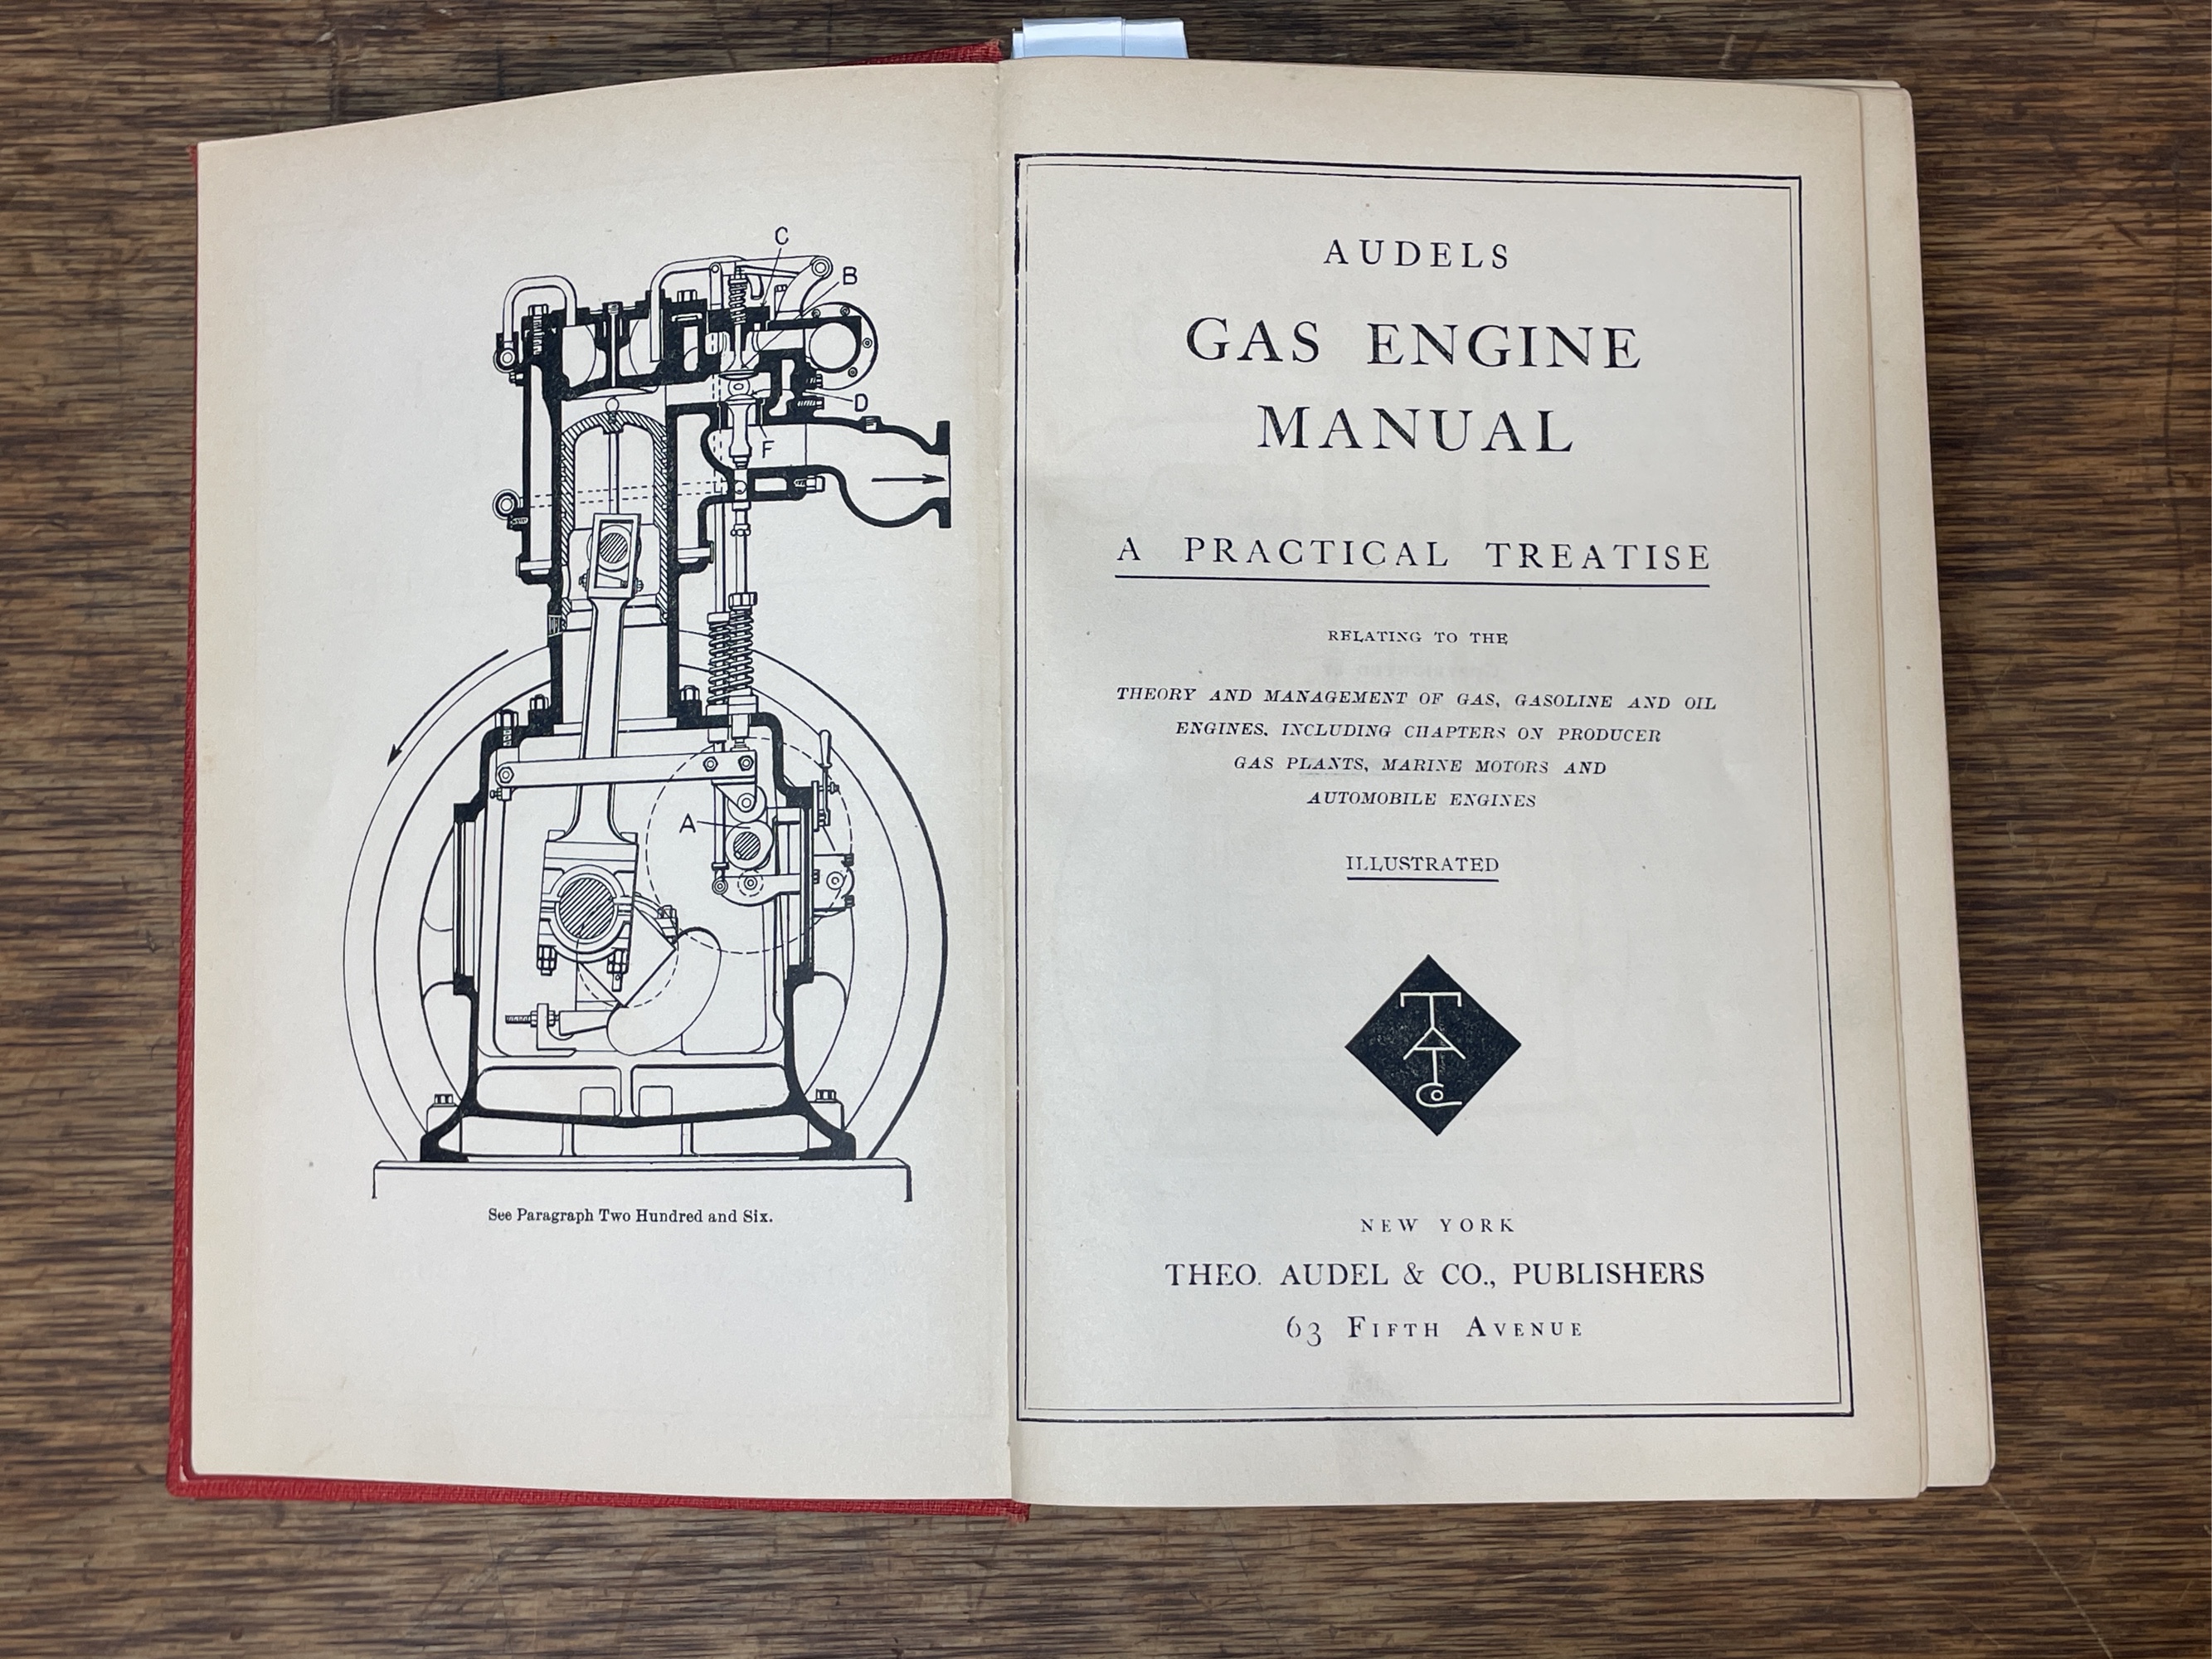 C
B
D
F
A
See Paragraph Two Hundred and Six.
AUDELS
GAS ENGINE
MANUAL
A PRACTICAL TREATISE
RELATING TO THE
THEORY AND MANAGEMENT OF GAS, GASOLINE AND OIL
ENGINES, INCLUDING CHAPTERS ON PRODUCER
GAS PLANTS, MARINE MOTORS AND
AUTOMOBILE ENGINES
ILLUSTRATED
TA
Co
NEW YORK
THEO. AUDEL & CO., PUBLISHERS
63 FIFTH AVENUE